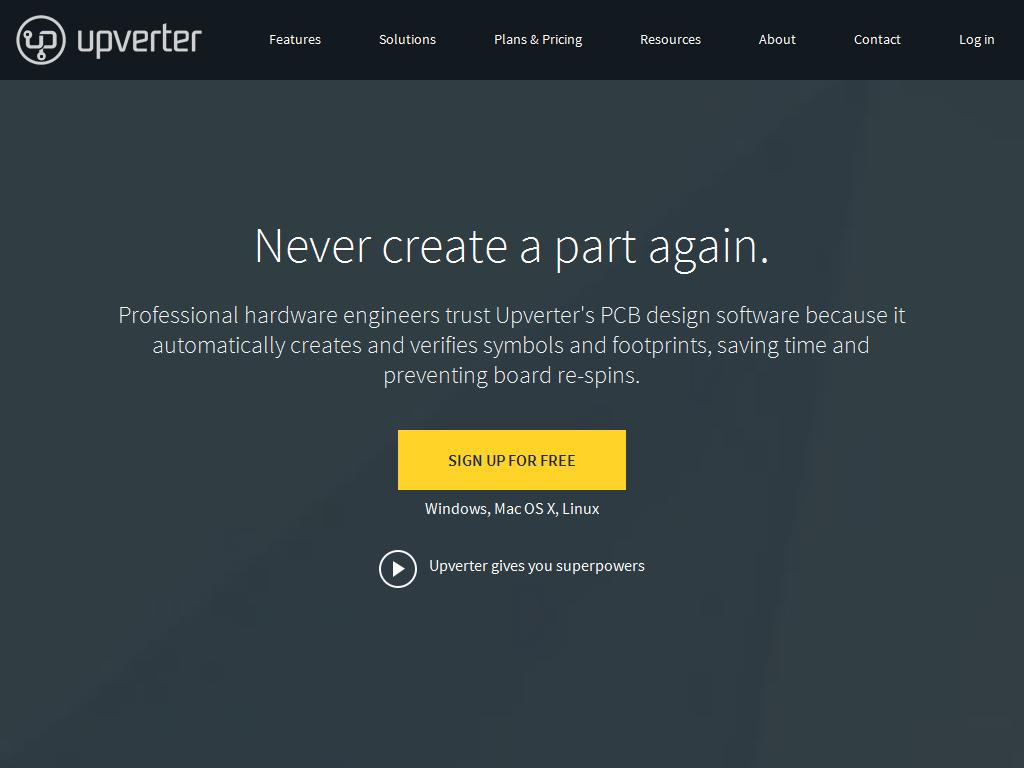 upverter
Features
Solutions
Plans & Pricing
Resources
About
Contact
Log in
Never create a part again.
Professional hardware engineers trust Upverter's PCB design software because it
automatically creates and verifies symbols and footprints, saving time and
preventing board re-spins.
SIGN UP FOR FREE
Windows, Mac OS X, Linux
Upverter gives you superpowers